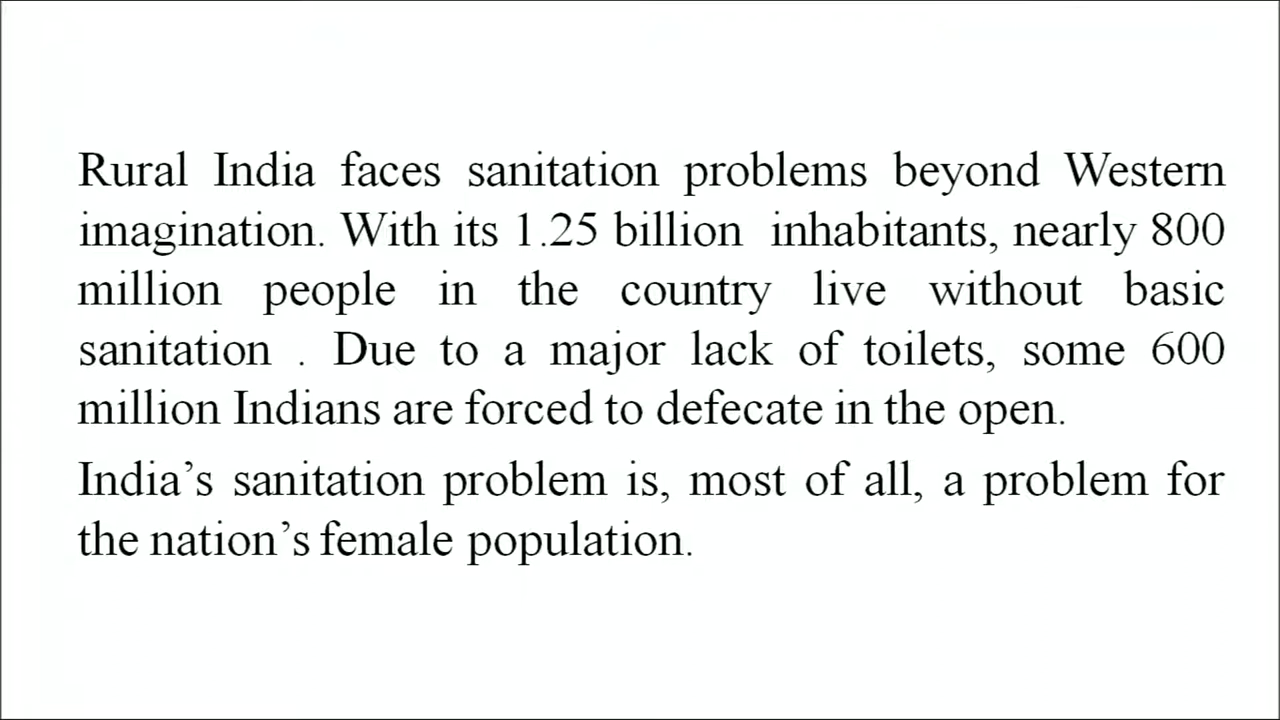 Rural India faces sanitation problems beyond Western
imagination. With its 1.25 billion inhabitants, nearly 800
million people in the country live without basic
sanitation . Due to a major lack of toilets, some 600
million Indians are forced to defecate in the open.
India’s sanitation problem is, most of all, a problem for
the nation’s female population.